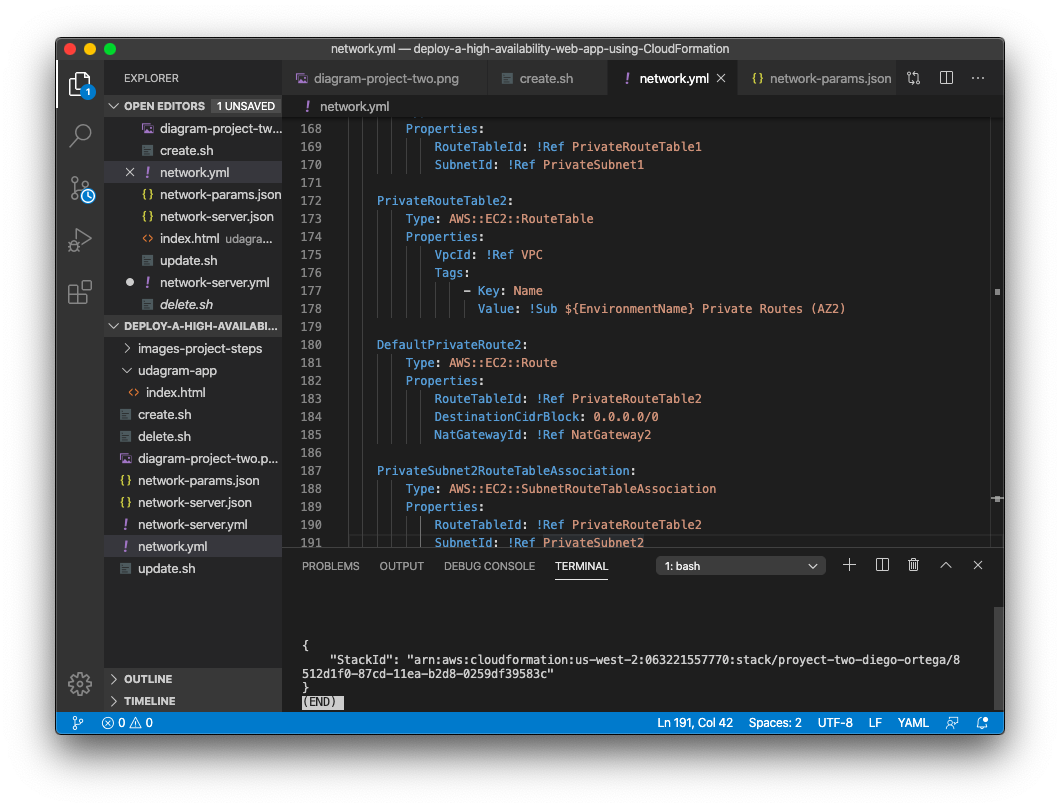 network.yml — deploy-a-high-availability-web-app-using-CloudFormation
1
EXPLORER
OPEN EDITORS 1 UNSAVED
diagram-project-tw...
create.sh
network.yml
network-params.json
network-server.json
index.html udagra...
update.sh
network-server.yml
delete.sh
DEPLOY-A-HIGH-AVAILABI...
images-project-steps
udagram-app
index.html
create.sh
delete.sh
diagram-project-two.p...
network-params.json
network-server.json
network-server.yml
network.yml
update.sh
OUTLINE
TIMELINE
diagram-project-two.png create.sh ! network.yml {} network-params.json ...
! network.yml
168 Properties:
169 RouteTableId: !Ref PrivateRouteTable1
170 SubnetId: !Ref PrivateSubnet1
171
172 PrivateRouteTable2:
173 Type: AWS::EC2::RouteTable
174 Properties:
175 VpcId: !Ref VPC
176 Tags:
177 - Key: Name
178 Value: !Sub ${EnvironmentName} Private Routes (AZ2)
179
180 DefaultPrivateRoute2:
181 Type: AWS::EC2::Route
182 Properties:
183 RouteTableId: !Ref PrivateRouteTable2
184 DestinationCidrBlock: 0.0.0.0/0
185 NatGatewayId: !Ref NatGateway2
186
187 PrivateSubnet2RouteTableAssociation:
188 Type: AWS::EC2::SubnetRouteTableAssociation
189 Properties:
190 RouteTableId: !Ref PrivateRouteTable2
191 SubnetId: !Ref PrivateSubnet2
PROBLEMS OUTPUT DEBUG CONSOLE TERMINAL 1: bash
{
"StackId": "arn:aws:cloudformation:us-west-2:063221557770:stack/proyect-two-diego-ortega/8
512d1f0-87cd-11ea-b2d8-0259df39583c"
}
(END)
0 0 Ln 191, Col 42 Spaces: 2 UTF-8 LF YAML